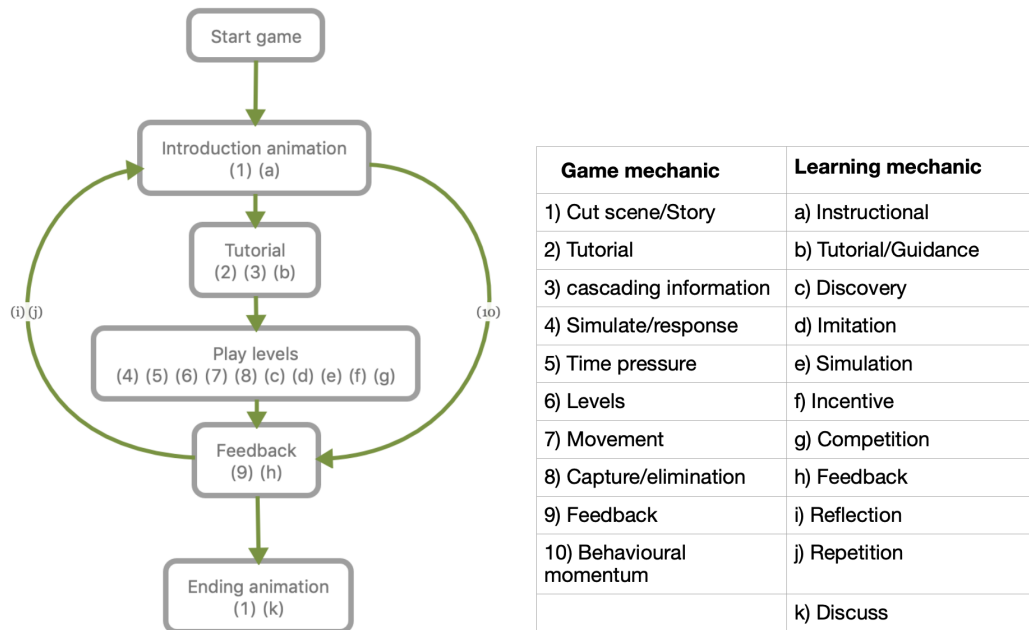 Start game
Introduction animation
(1) (a)
Tutorial
(2) (3) (b)
(i) (j)
(10)
Play levels
(4) (5) (6) (7) (8) (c) (d) (e) (f) (g)
Feedback
(9) (h)
Ending animation
(1) (k)
Game mechanic Learning mechanic
1) Cut scene/Story a) Instructional
2) Tutorial b) Tutorial/Guidance
3) cascading information c) Discovery
4) Simulate/response d) Imitation
5) Time pressure e) Simulation
6) Levels f) Incentive
7) Movement g) Competition
8) Capture/elimination h) Feedback
9) Feedback i) Reflection
10) Behavioural j) Repetition
momentum
k) Discuss